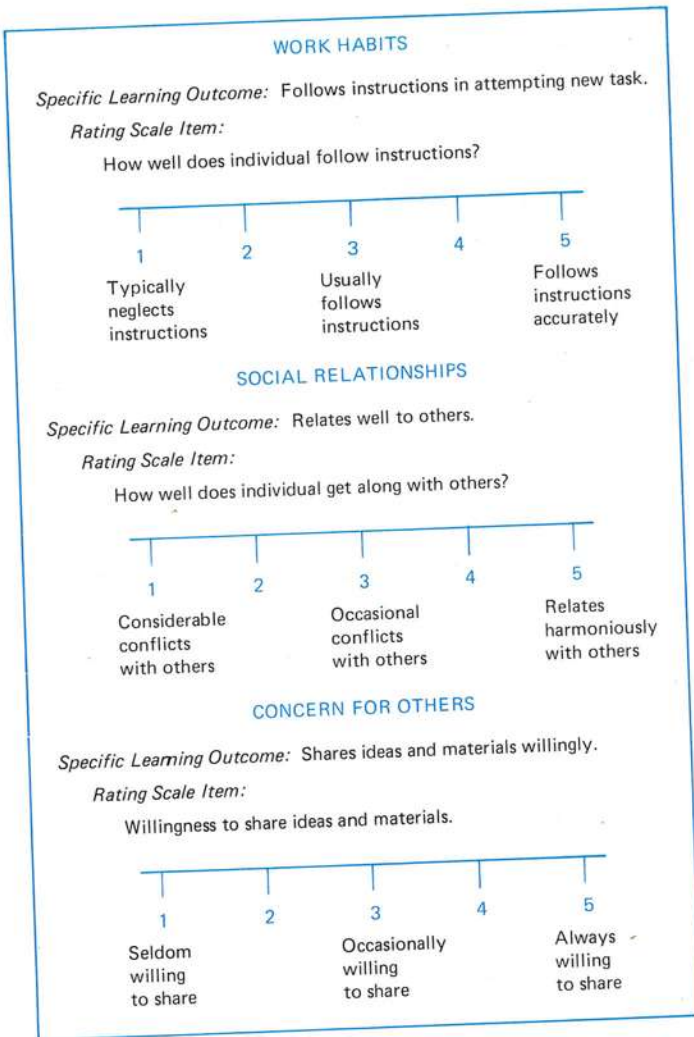 WORK HABITS
Specific Learning Outcome: Follows instructions in attempting new task.
Rating Scale Item:
How well does individual follow instructions?
1 2 3 4 5
Typically Usually Follows
neglects follows instructions
instructions instructions accurately
SOCIAL RELATIONSHIPS
Specific Learning Outcome: Relates well to others.
Rating Scale Item:
How well does individual get along with others?
1 2 3 4 5
Considerable Occasional Relates
conflicts conflicts harmoniously
with others with others with others
CONCERN FOR OTHERS
Specific Learning Outcome: Shares ideas and materials willingly.
Rating Scale Item:
Willingness to share ideas and materials.
1 2 3 4 5
Seldom Occasionally Always
willing willing willing
to share to share to share